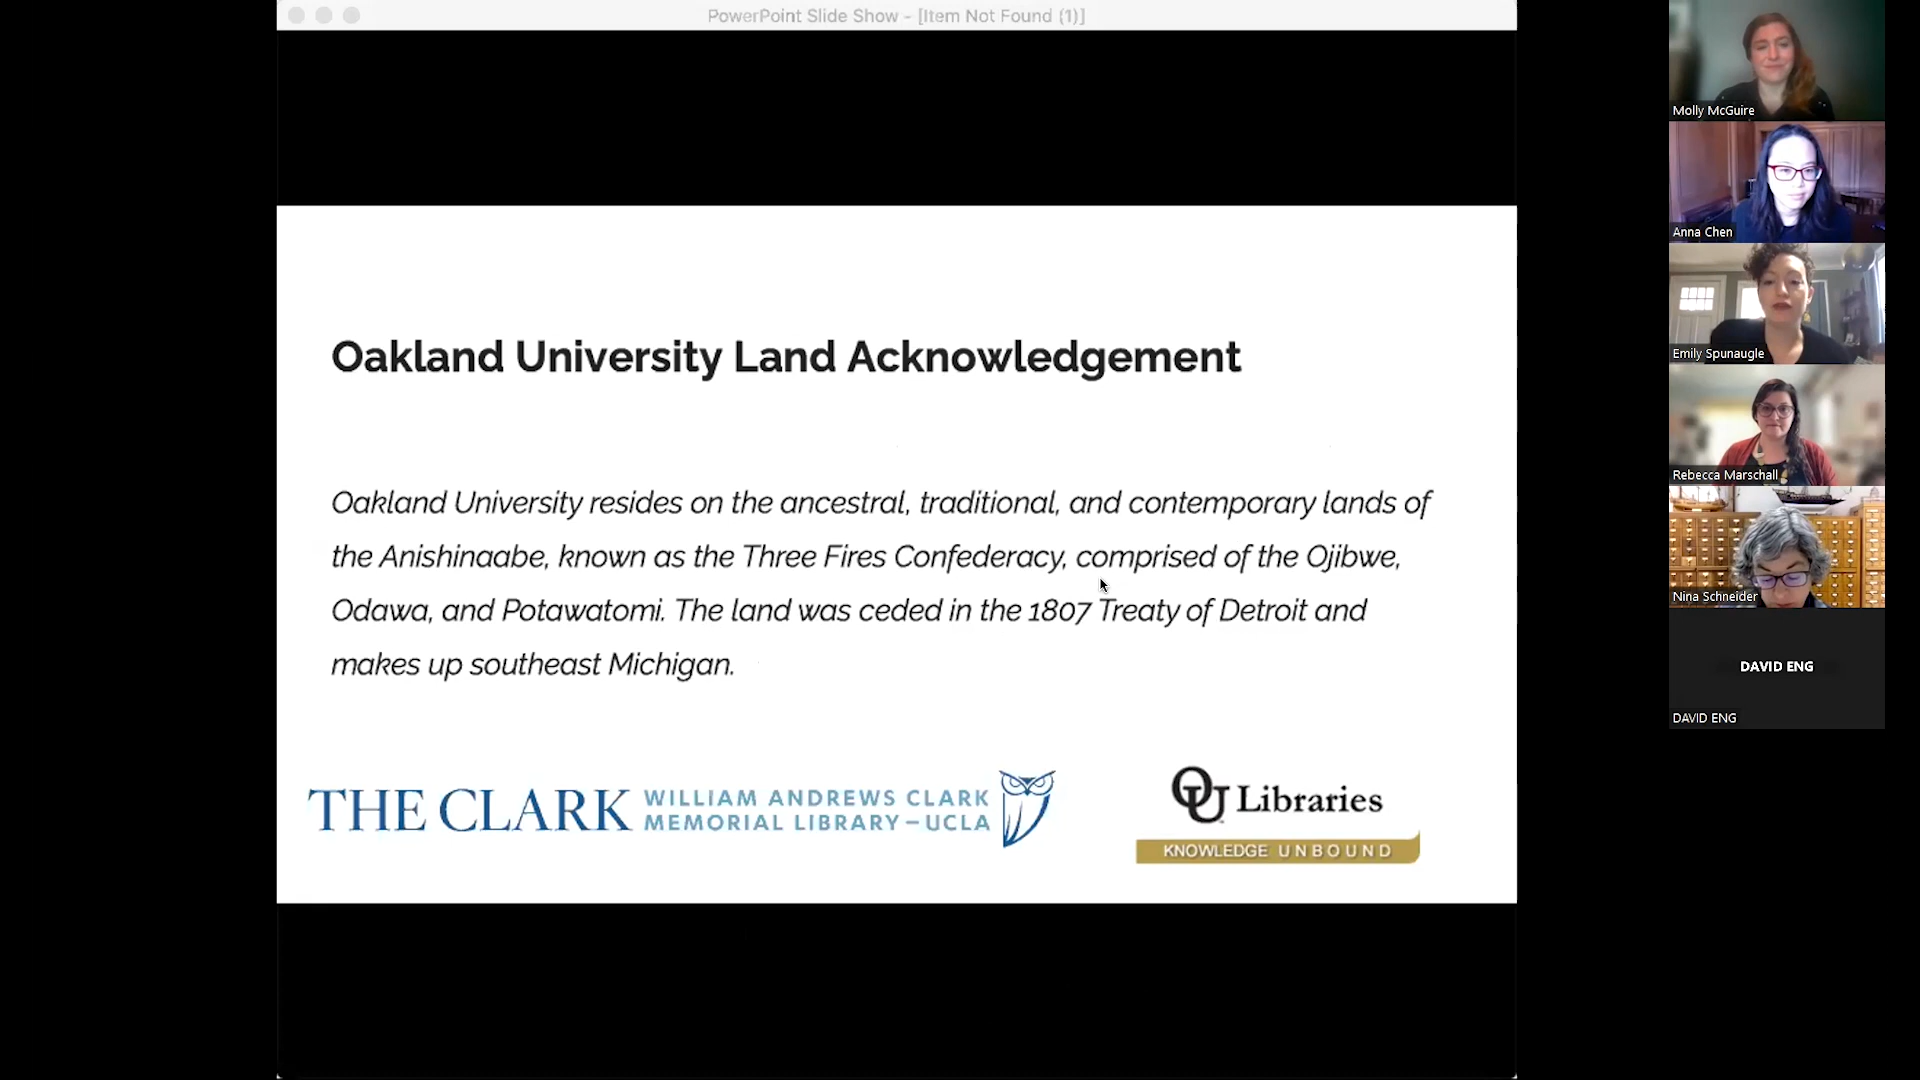 PowerPoint Slide Show - [Item Not Found (1)]
Oakland University Land Acknowledgement
Oakland University resides on the ancestral, traditional, and contemporary lands of
the Anishinaabe, known as the Three Fires Confederacy, comprised of the Ojibwe,
Odawa, and Potawatomi. The land was ceded in the 1807 Treaty of Detroit and
makes up southeast Michigan.
THE CLARK
WILLIAM ANDREWS CLARK
MEMORIAL LIBRARY – UCLA
OU Libraries
KNOWLEDGE UNBOUND
Molly McGuire
Anna Chen
Emily Spunaugle
Rebecca Marschall
Nina Schneider
DAVID ENG
DAVID ENG